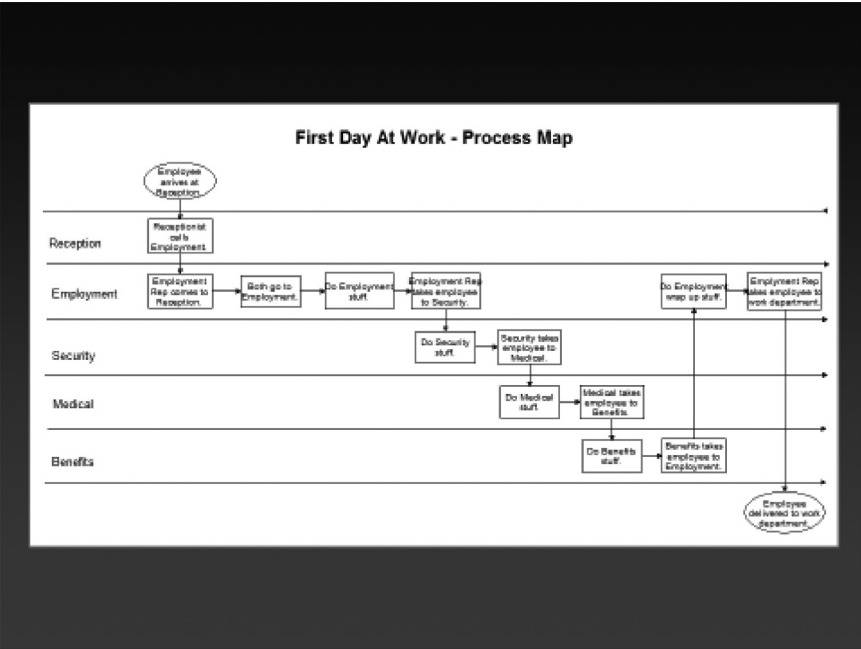 First Day At Work - Process Map
Employee
arrives at
Reception.
Reception
Receptionist
calls
Employment.
Employment
Employment
Rep comes to
Reception.
Both go to
Employment.
Do Employment
stuff.
Employment Rep
takes employee
to Security.
Do Employment
wrap up stuff.
Emplyment Rep
takes employee to
work department.
Security
Do Security
stuff.
Security takes
employee to
Medical.
Medical
Do Medical
stuff.
Medical takes
employee to
Benefits.
Benefits
Do Benefits
stuff.
Benefits takes
employee to
Employment.
Employee
delivered to work
department.